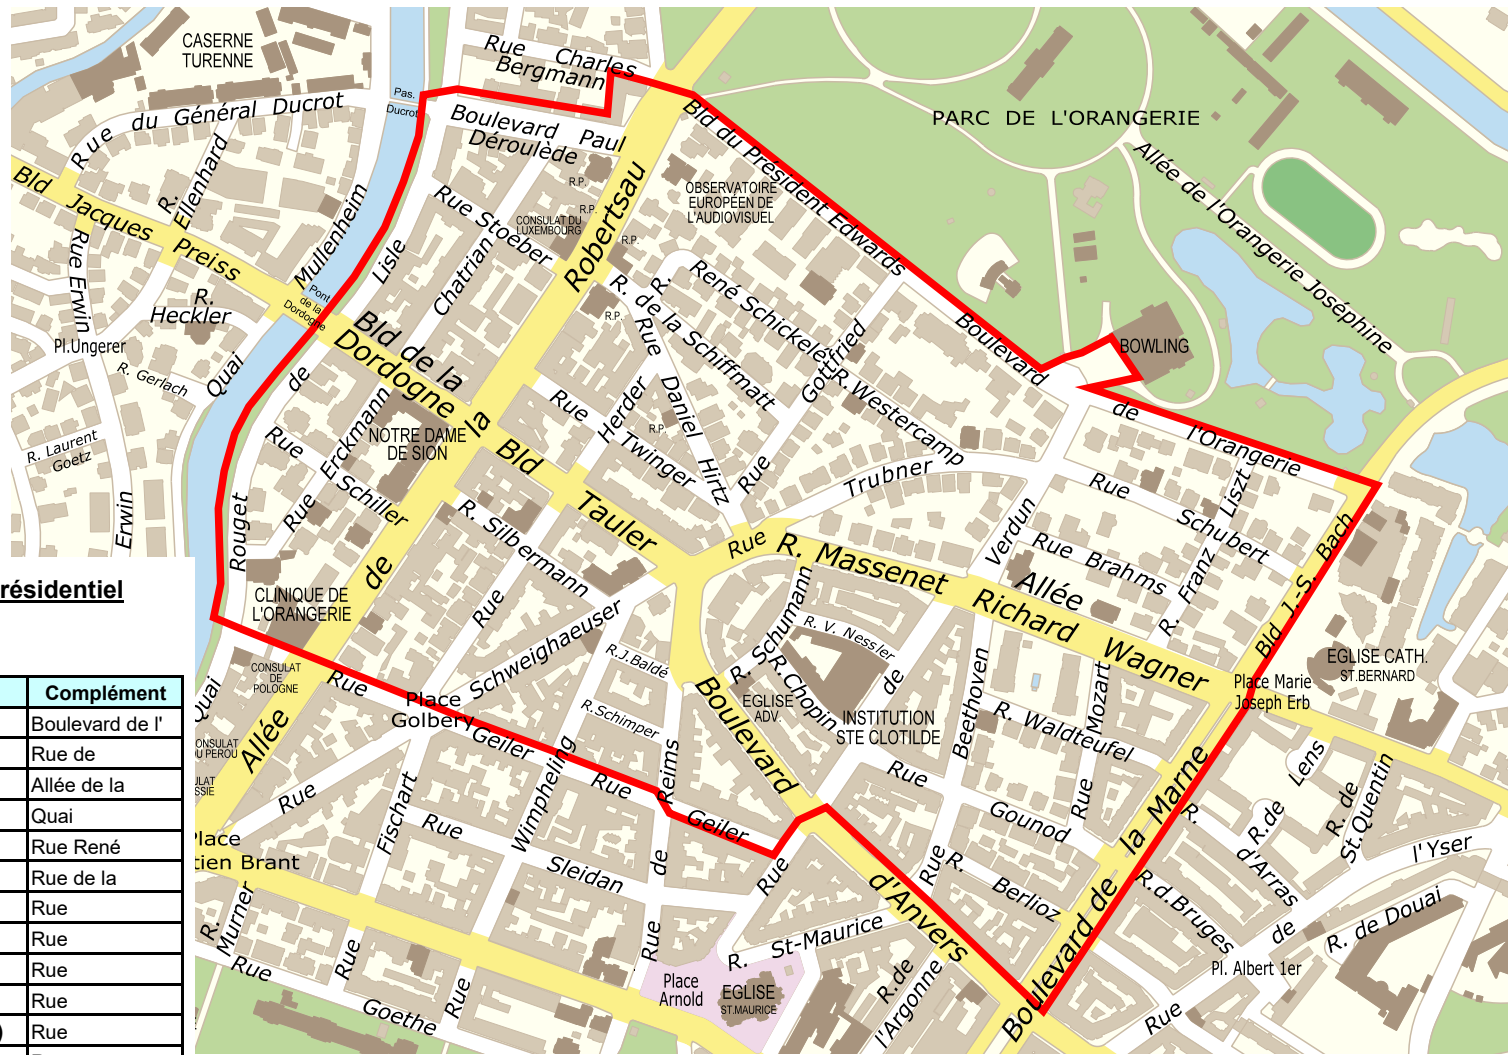 CASERNE
TURENNE
Rue Charles
Bergmann
Pas.
Ducrot
Rue du Général Ducrot
Boulevard Paul
Déroulède
Bld du Président Edwards
PARC DE L'ORANGERIE
Allée de l'Orangerie Joséphine
Bld Jacques Preiss
R. Ellenhard
Mullenheim
Rue Erwin
R.
Heckler
Pl.Ungerer
R. Gerlach
Quai
R. Laurent
Goetz
Erwin
Pont
de la
Dordogne
Lisle
de
Rouget
Rue Stoeber
Chatrian
R.P.
CONSULAT DU
LUXEMBOURG
R.P.
R.P.
R.P.
Robertsau
OBSERVATOIRE
EUROPÉEN DE
L'AUDIOVISUEL
R. René Schickelé
R. de la Schiffmatt
Rue Daniel Hirtz
Rue Gottfried
R.Westercamp
Boulevard
BOWLING
de l'Orangerie
Bld de la
Dordogne
la
Bld Tauler
Rue Twinger
Herder
R.P.
NOTRE DAME
DE SION
Rue Erckmann
Rue Schiller
R. Silbermann
Rue Trubner
Verdun
Rue Schubert
Liszt
R. Franz
Rue Brahms
Bld J.-S. Bach
R. Massenet
Allée
Richard Wagner
CLINIQUE DE
L'ORANGERIE
de
Rue
Schweighaeuser
R. Schumann
R. V. Nessler
R.Chopin
de
R.J.Baldé
R.Schimper
CONSULAT
DE
POLOGNE
Quai
Allée
Rue
Place
Golbery
Geiler
Rue
Geiler
Reims
de
Rue
Boulevard
d'Anvers
EGLISE
ADV.
INSTITUTION
STE CLOTILDE
Beethoven
Rue
Mozart
Rue
R. Waldteufel
Rue Gounod
R. Berlioz
Place Marie
Joseph Erb
EGLISE CATH.
ST.BERNARD
Boulevard de la Marne
R. d'Arras
R.de Lens
R. de St.Quentin
R.d.Bruges
Pl. Albert 1er
Rue de l'Yser
R. de Douai
Rue
Fischart
Rue
Wimpheling
Rue
Rue Sleidan
Rue
R. St-Maurice
Place
Arnold
EGLISE
ST.MAURICE
R.de
l'Argonne
R. Murner
Rue Goethe
Place
tien Brant
ONSULAT
U PEROU
LAT
SSIE
résidentiel
Complément
Boulevard de l'
Rue de
Allée de la
Quai
Rue René
Rue de la
Rue
Rue
Rue
Rue
) Rue